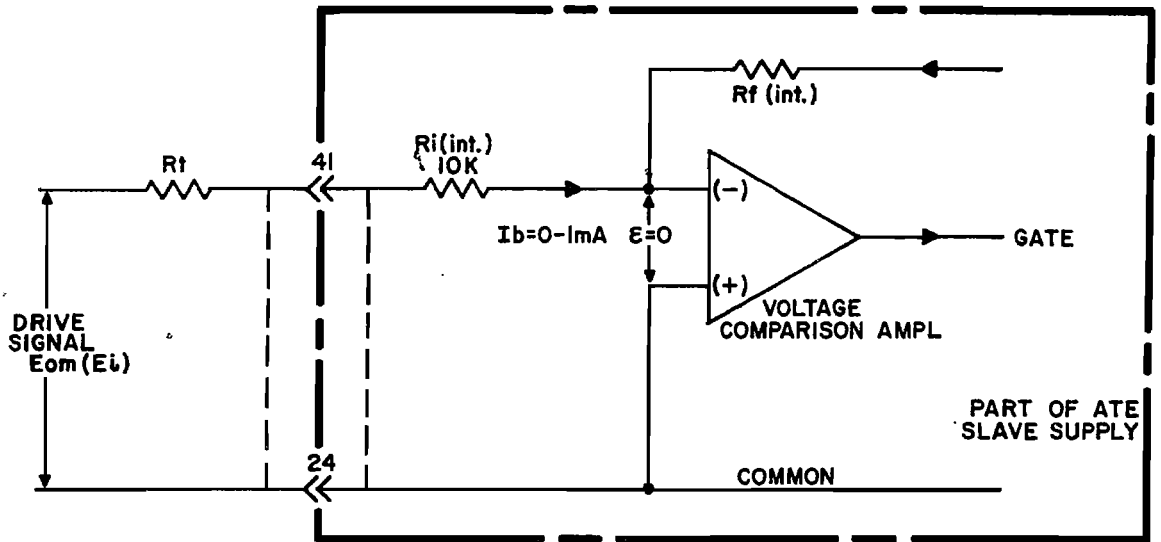 Rf (int.)
Rt
41
Ri (int.)
10K
(-)
Ib=0-1mA
ε=0
GATE
(+)
VOLTAGE
COMPARISON AMPL
DRIVE
SIGNAL
Eom (Ei)
PART OF ATE
SLAVE SUPPLY
24
COMMON